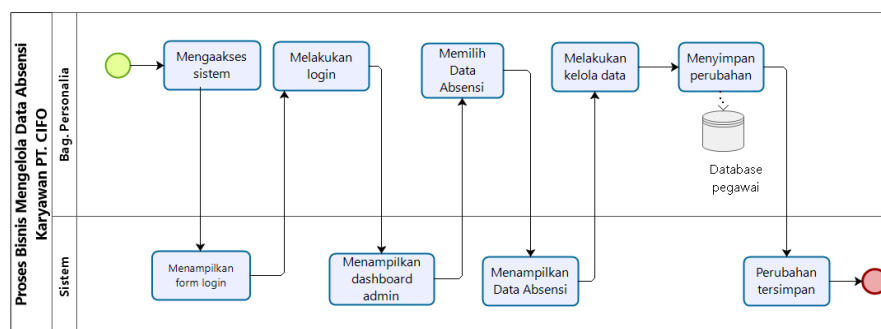 Proses Bisnis Mengelola Data Absensi
Karyawan PT. CIFO
Bag. Personalia
Mengaakses
sistem
Melakukan
login
Memilih
Data
Absensi
Melakukan
kelola data
Menyimpan
perubahan
Database
pegawai
Sistem
Menampilkan
form login
Menampilkan
dashboard
admin
Menampilkan
Data Absensi
Perubahan
tersimpan